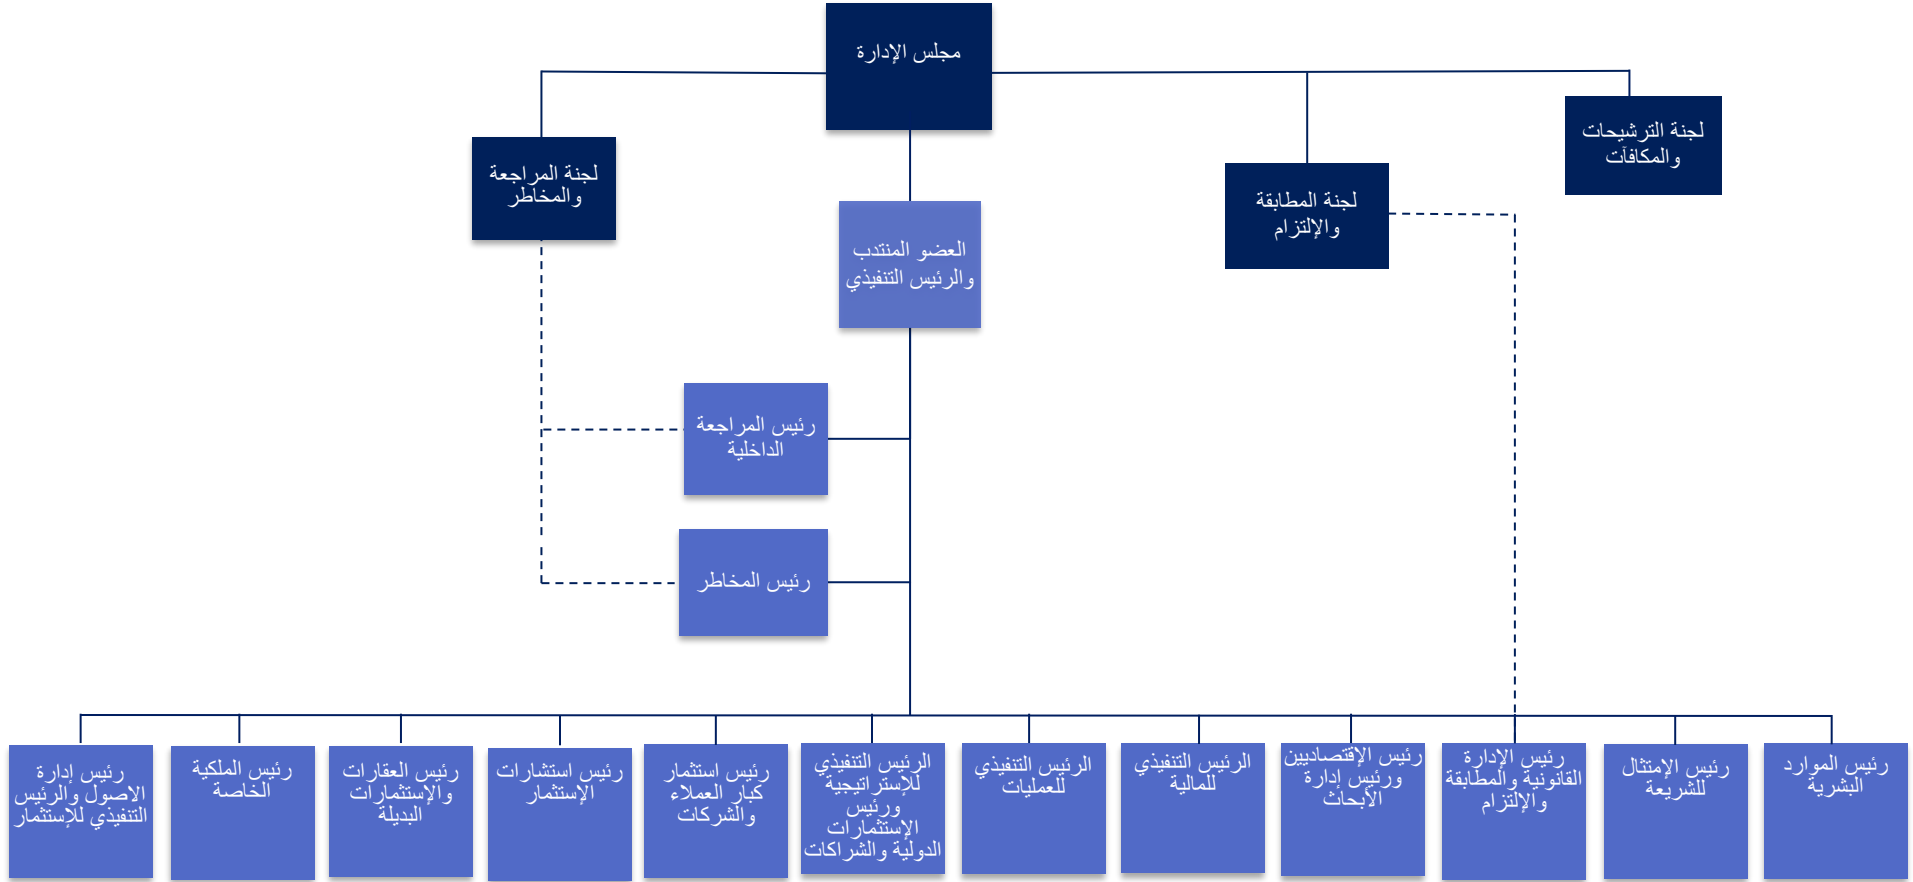 مجلس الإدارة
لجنة الترشيحات
والمكافآت
لجنة المطابقة
والإلتزام
لجنة المراجعة
والمخاطر
العضو المنتدب
والرئيس التنفيذي
رئيس المراجعة
الداخلية
رئيس المخاطر
رئيس الموارد
البشرية
رئيس الإمتثال
للشريعة
رئيس الإدارة
القانونية والمطابقة
والإلتزام
رئيس الإقتصاديين
ورئيس إدارة
الأبحاث
الرئيس التنفيذي
للمالية
الرئيس التنفيذي
للعمليات
الرئيس التنفيذي
للإستراتيجية
ورئيس
الإستثمارات
الدولية والشراكات
رئيس استثمار
كبار العملاء
والشركات
رئيس استشارات
الإستثمار
رئيس العقارات
والإستثمارات
البديلة
رئيس الملكية
الخاصة
رئيس إدارة
الاصول والرئيس
التنفيذي للإستثمار